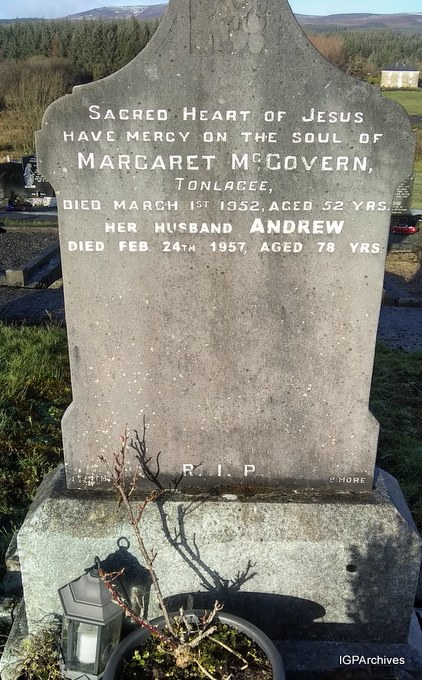 SACRED HEART OF JESUS
HAVE MERCY ON THE SOUL OF
MARGARET McGOVERN,
TONLAGEE,
DIED MARCH 1ST 1952, AGED 52 YRS.
HER HUSBAND ANDREW
DIED FEB. 24TH 1957, AGED 78 YRS.
R.I.P.
B'MORE
IGPArchives